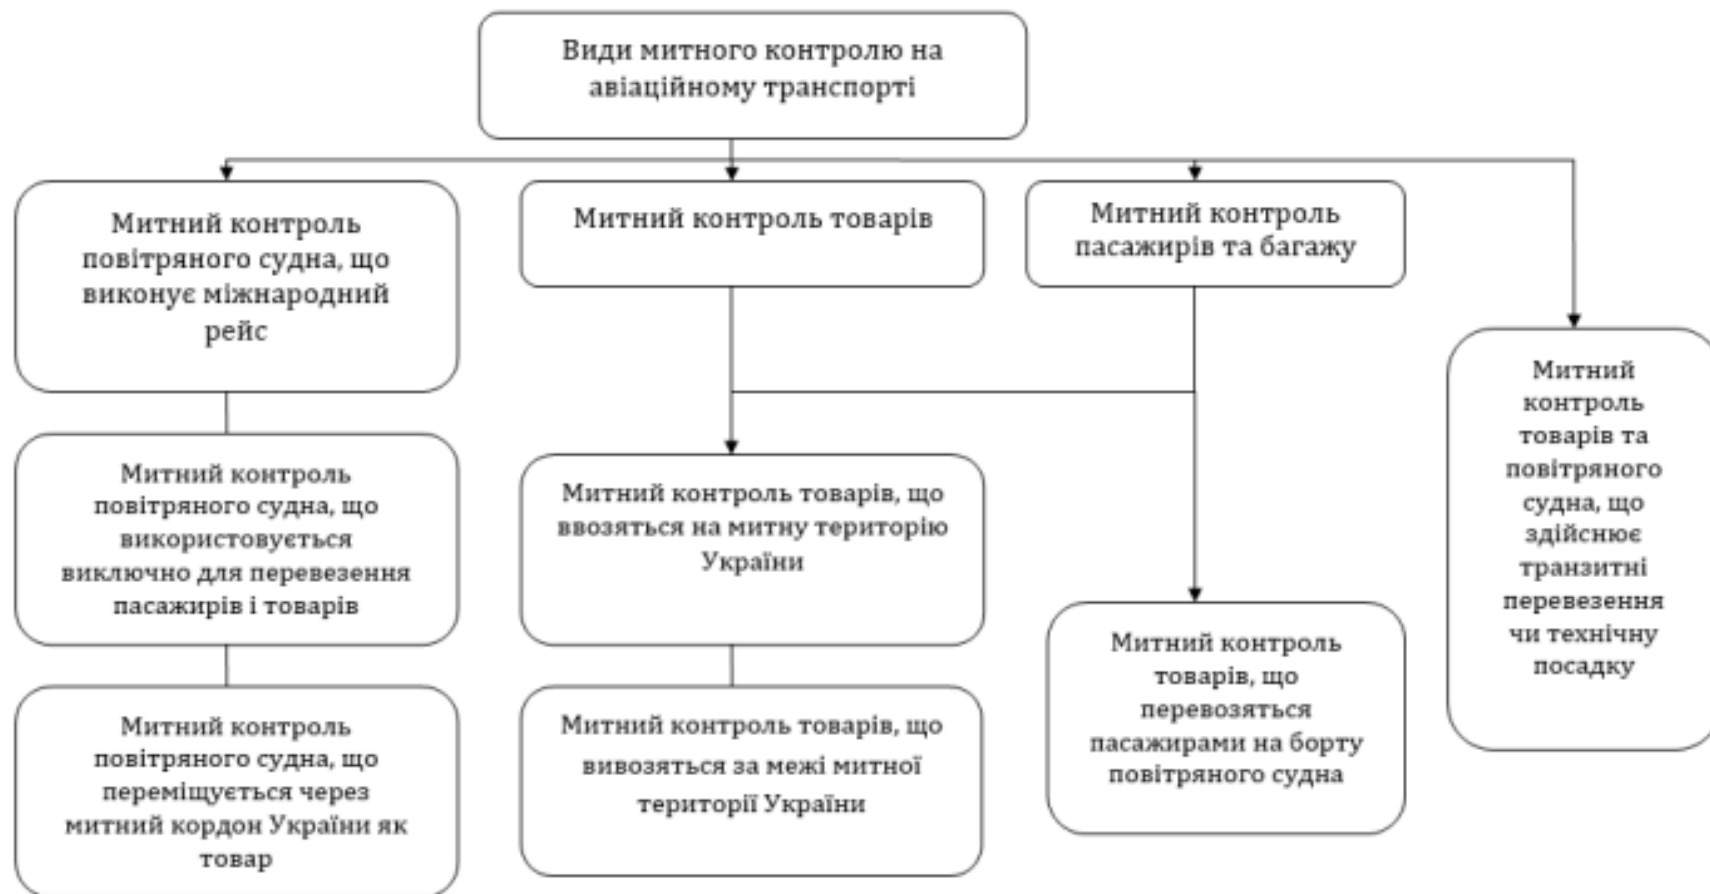 Види митного контролю на
авіаційному транспорті
Митний контроль
повітряного судна, що
виконує міжнародний
рейс
Митний контроль товарів
Митний контроль
пасажирів та багажу
Митний
контроль
товарів та
повітряного
судна, що
здійснює
транзитні
перевезення
чи технічну
посадку
Митний контроль
повітряного судна, що
використовується
виключно для перевезення
пасажирів і товарів
Митний контроль товарів, що
ввозяться на митну територію
України
Митний контроль
товарів, що
перевозяться
пасажирами на борту
повітряного судна
Митний контроль
повітряного судна, що
переміщується через
митний кордон України як
товар
Митний контроль товарів, що
вивозяться за межі митної
території України